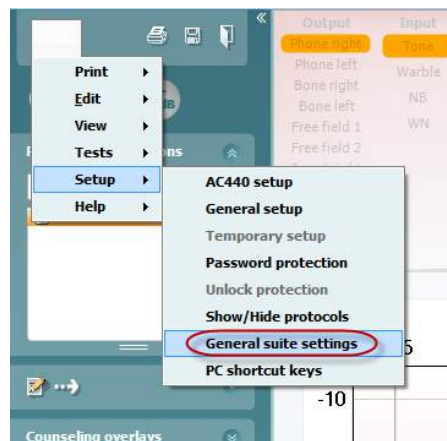 Output Input
Phone right Tone
Phone left Warble
Bone right NB
Bone left WN
Free field 1
Free field 2
Print
Edit
View
Tests
Setup
Help
ns
AC440 setup
General setup
Temporary setup
Password protection
Unlock protection
Show/Hide protocols
General suite settings
PC shortcut keys
5
-10
Counseling overlays